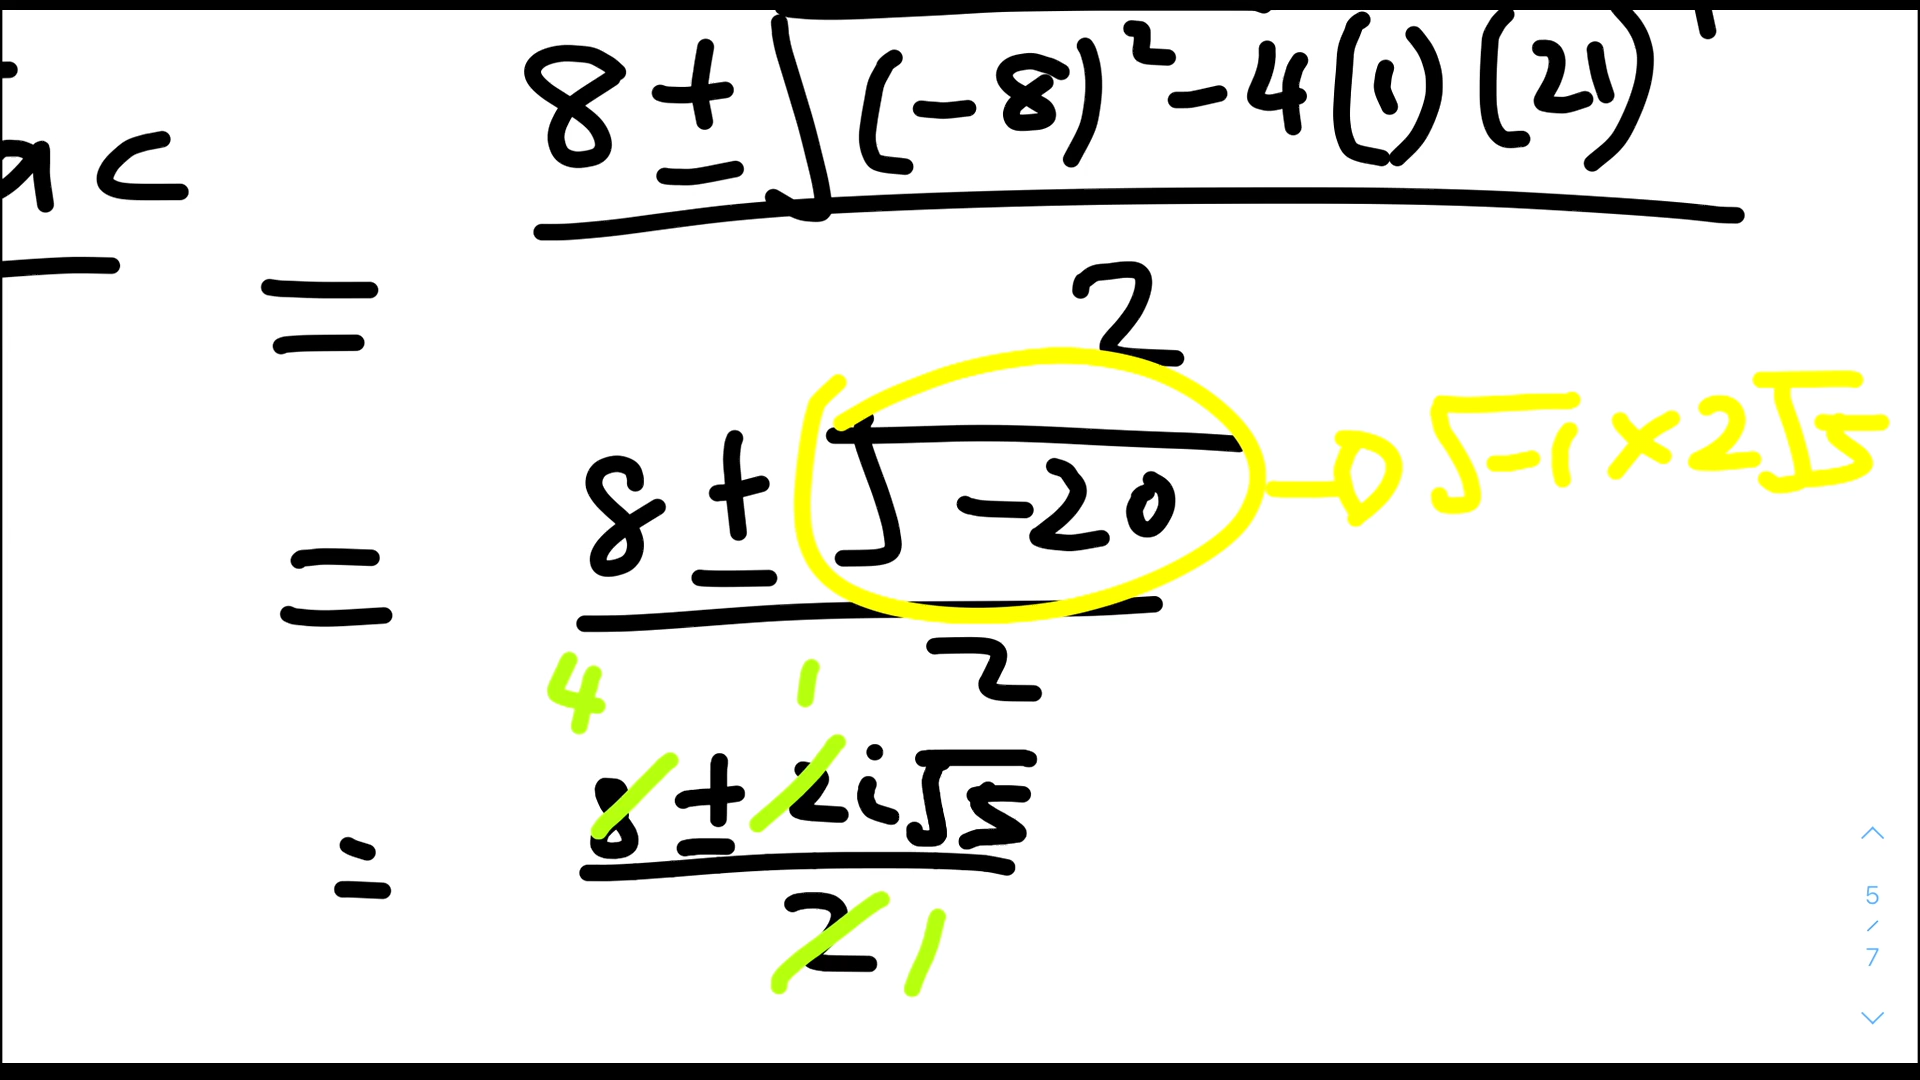 8 ± √(-8)² - 4(1)(21)
ac
=
2
= 8 ± √-20 → √-1 × 2√5
2
4 1
= 8 ± 2i√5
2 1
5
/
7